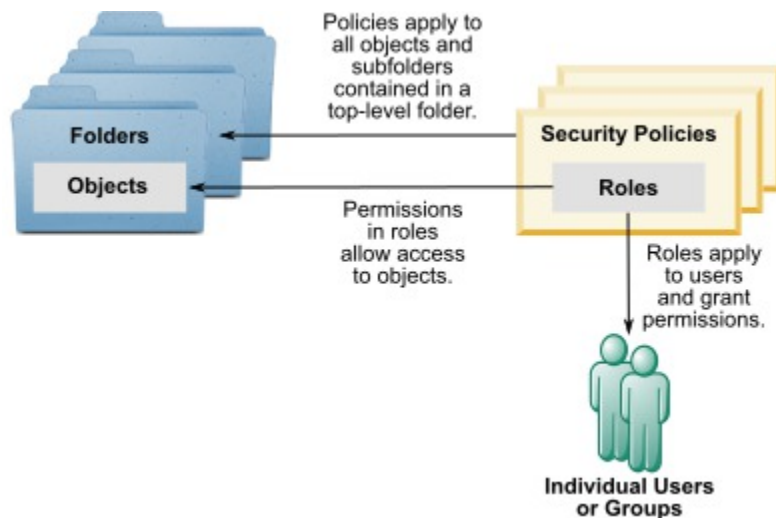 Policies apply to
all objects and
subfolders
contained in a
top-level folder.
Folders
Security Policies
Objects
Roles
Permissions
in roles
allow access
to objects.
Roles apply
to users
and grant
permissions.
Individual Users
or Groups